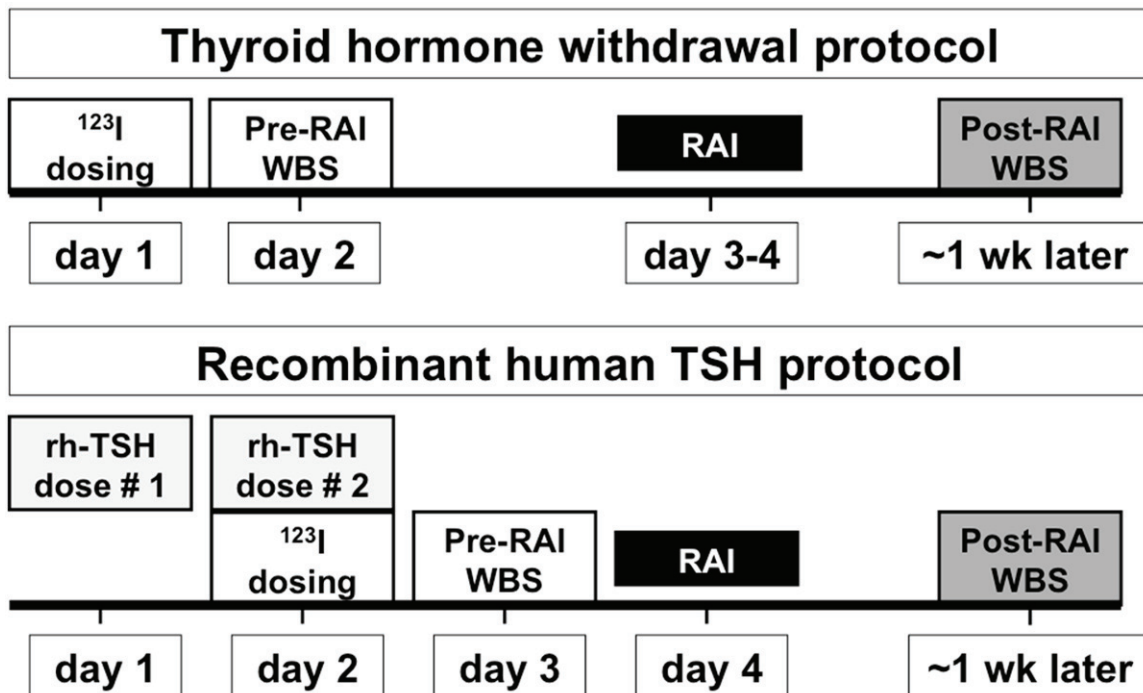 Thyroid hormone withdrawal protocol
¹²³I
dosing
Pre-RAI
WBS
RAI
Post-RAI
WBS
day 1
day 2
day 3-4
~1 wk later
Recombinant human TSH protocol
rh-TSH
dose # 1
rh-TSH
dose # 2
¹²³I
dosing
Pre-RAI
WBS
RAI
Post-RAI
WBS
day 1
day 2
day 3
day 4
~1 wk later